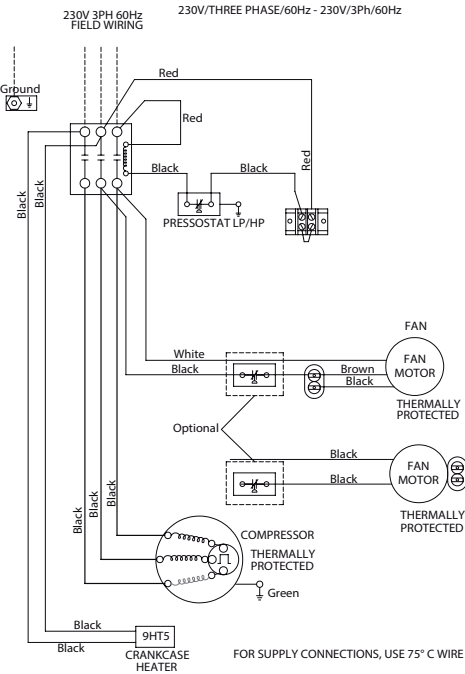 230V/THREE PHASE/60Hz - 230V/3Ph/60Hz
230V 3PH 60Hz
FIELD WIRING
Ground
Red
Red
Black
Black
Red
PRESSOSTAT LP/HP
Black
Black
FAN
White
Black
FAN
MOTOR
Brown
Black
THERMALLY
PROTECTED
Optional
Black
Black
FAN
MOTOR
THERMALLY
PROTECTED
Black
Black
Black
COMPRESSOR
THERMALLY
PROTECTED
Green
Black
Black
9HT5
CRANKCASE
HEATER
FOR SUPPLY CONNECTIONS, USE 75° C WIRE